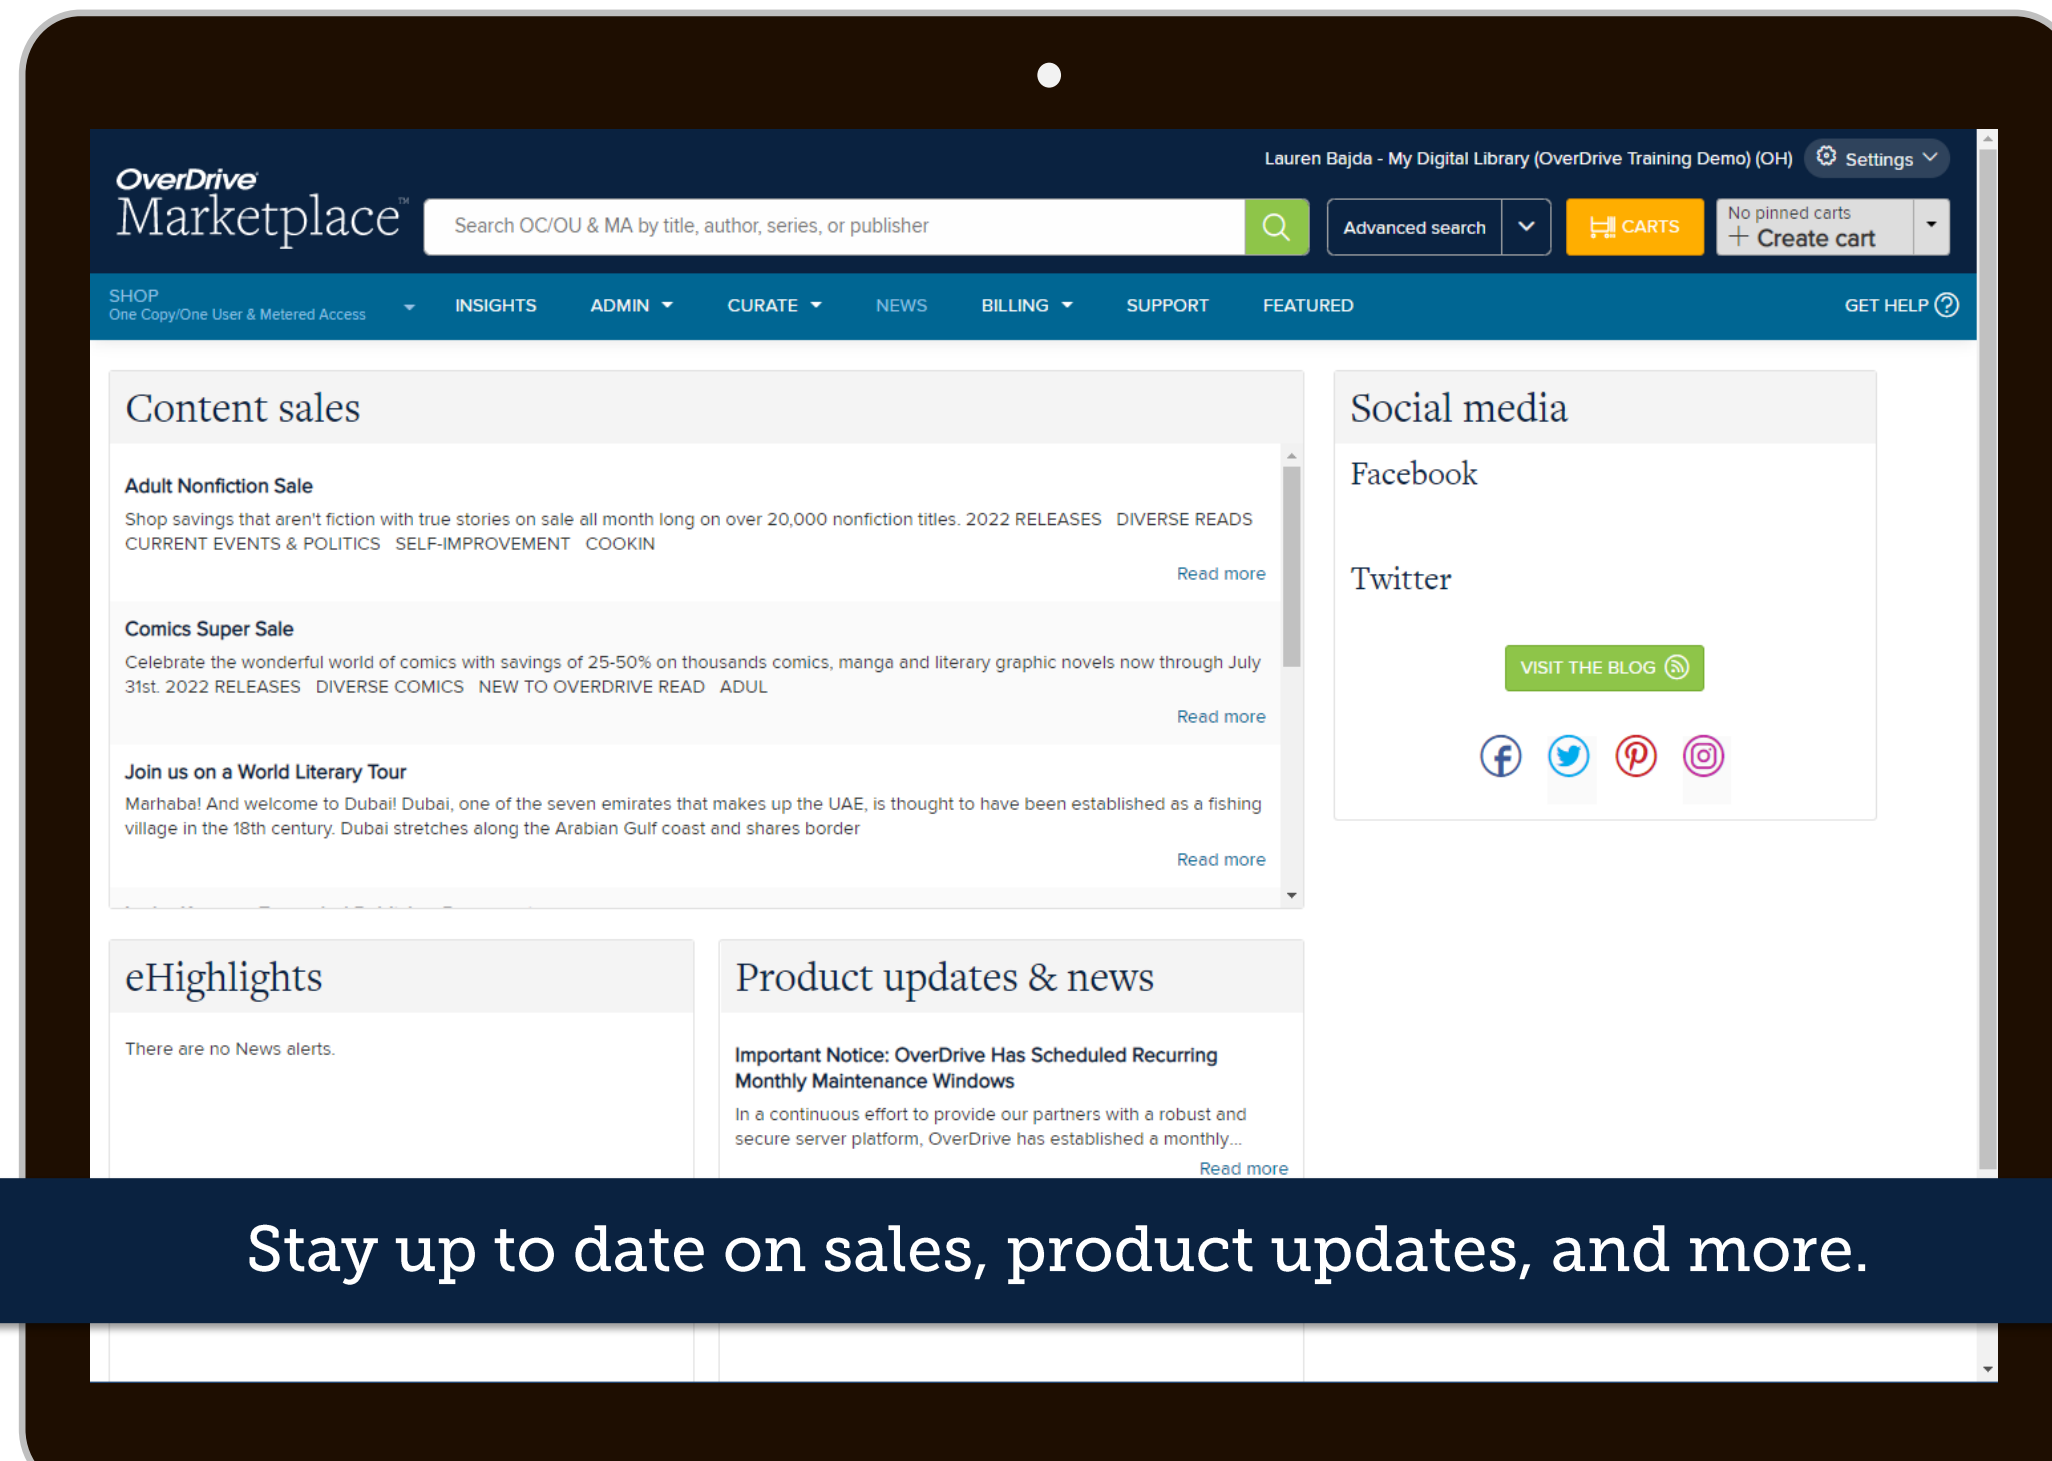 Lauren Bajda - My Digital Library (OverDrive Training Demo) (OH) Settings
OverDrive
Marketplace™
Search OC/OU & MA by title, author, series, or publisher
Advanced search
CARTS
No pinned carts
+ Create cart
SHOP
One Copy/One User & Metered Access
INSIGHTS ADMIN CURATE NEWS BILLING SUPPORT FEATURED GET HELP ?
Content sales
Adult Nonfiction Sale
Shop savings that aren't fiction with true stories on sale all month long on over 20,000 nonfiction titles. 2022 RELEASES DIVERSE READS
CURRENT EVENTS & POLITICS SELF-IMPROVEMENT COOKIN
Read more
Comics Super Sale
Celebrate the wonderful world of comics with savings of 25-50% on thousands comics, manga and literary graphic novels now through July
31st. 2022 RELEASES DIVERSE COMICS NEW TO OVERDRIVE READ ADUL
Read more
Join us on a World Literary Tour
Marhaba! And welcome to Dubai! Dubai, one of the seven emirates that makes up the UAE, is thought to have been established as a fishing
village in the 18th century. Dubai stretches along the Arabian Gulf coast and shares border
Read more
Social media
Facebook
Twitter
VISIT THE BLOG
eHighlights
There are no News alerts.
Product updates & news
Important Notice: OverDrive Has Scheduled Recurring
Monthly Maintenance Windows
In a continuous effort to provide our partners with a robust and
secure server platform, OverDrive has established a monthly...
Read more
Stay up to date on sales, product updates, and more.